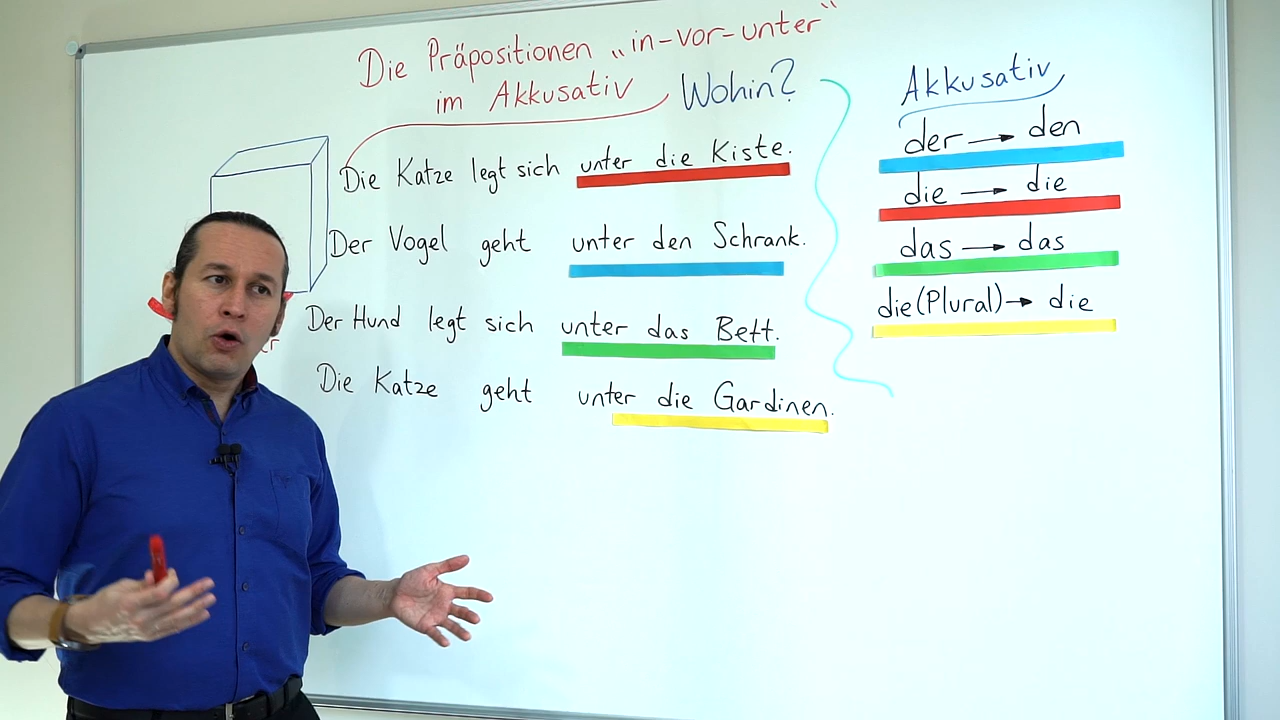 Die Präpositionen „in-vor-unter“
im Akkusativ Wohin?
Die Katze legt sich unter die Kiste.
Der Vogel geht unter den Schrank.
Der Hund legt sich unter das Bett.
Die Katze geht unter die Gardinen.
Akkusativ
der → den
die → die
das → das
die (Plural) → die